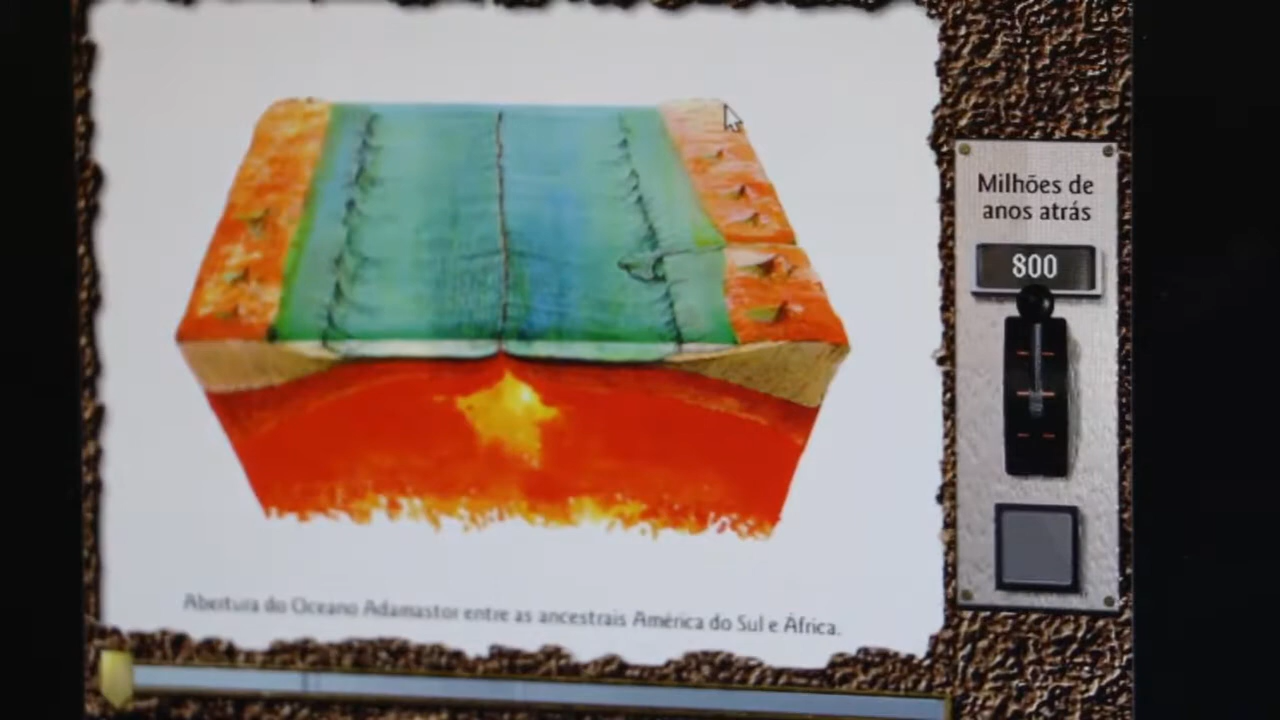 Milhões de
anos atrás
800
Abertura do Oceano Adamastor entre as ancestrais América do Sul e África.